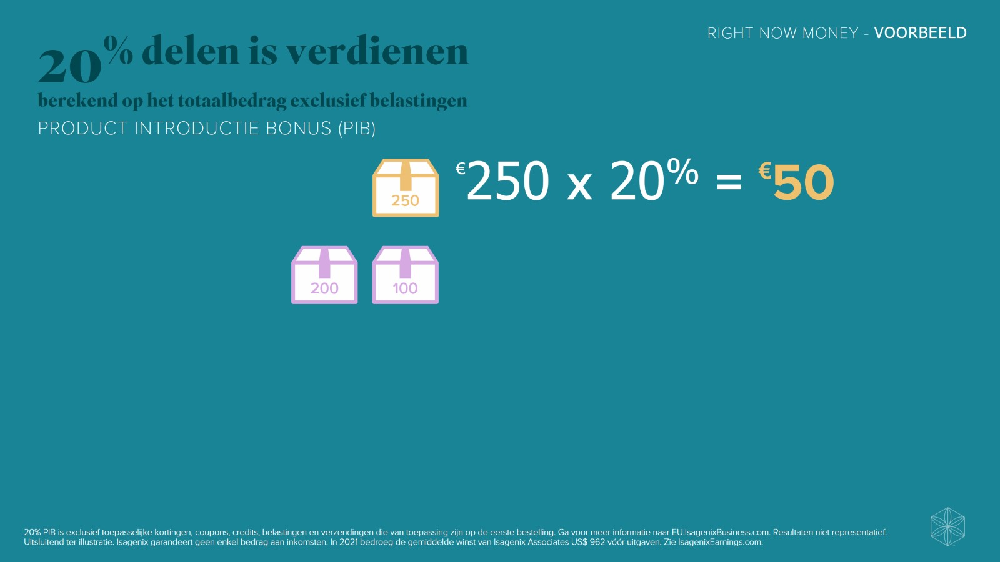 20% delen is verdienen
RIGHT NOW MONEY - VOORBEELD
berekend op het totaalbedrag exclusief belastingen
PRODUCT INTRODUCTIE BONUS (PIB)
250
€250 x 20% = €50
200
100
20% PIB is exclusief toepasselijke kortingen, coupons, credits, belastingen en verzendingen die van toepassing zijn op de eerste bestelling. Ga voor meer informatie naar EU.IsagenixBusiness.com. Resultaten niet representatief.
Uitsluitend ter illustratie. Isagenix garandeert geen enkel bedrag aan inkomsten. In 2021 bedroeg de gemiddelde winst van Isagenix Associates US$ 962 vóór uitgaven. Zie IsagenixEarnings.com.